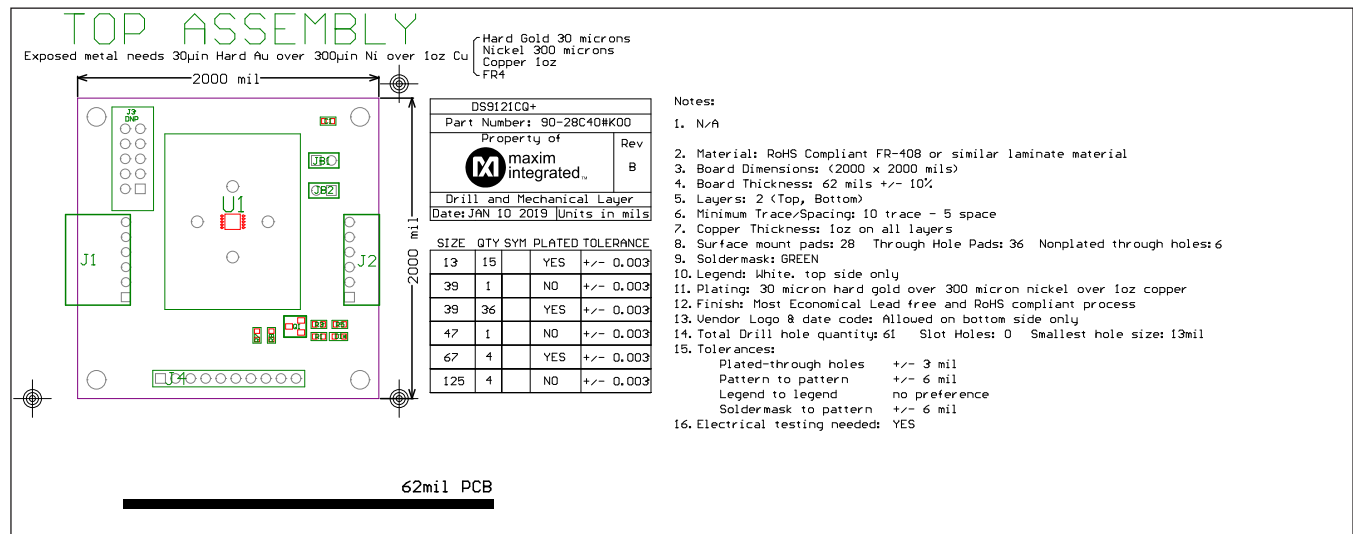 TOP ASSEMBLY
Exposed metal needs 30µin Hard Au over 300µin Ni over 1oz Cu
Hard Gold 30 microns
Nickel 300 microns
Copper 1oz
FR4
2000 mil
2000 mil
J3
DNP
JB1
JB2
U1
J1
J2
J4
DS9121CQ+
Part Number: 90-28C40#K00
Property of
maxim
integrated™
Rev
B
Drill and Mechanical Layer
Date: JAN 10 2019 Units in mils
SIZE QTY SYM PLATED TOLERANCE
13 15 YES +/- 0.003
39 1 NO +/- 0.003
39 36 YES +/- 0.003
47 1 NO +/- 0.003
67 4 YES +/- 0.003
125 4 NO +/- 0.003
Notes:
1. N/A
2. Material: RoHS Compliant FR-408 or similar laminate material
3. Board Dimensions: (2000 x 2000 mils)
4. Board Thickness: 62 mils +/- 10%
5. Layers: 2 (Top, Bottom)
6. Minimum Trace/Spacing: 10 trace - 5 space
7. Copper Thickness: 1oz on all layers
8. Surface mount pads: 28 Through Hole Pads: 36 Nonplated through holes: 6
9. Soldermask: GREEN
10. Legend: White. top side only
11. Plating: 30 micron hard gold over 300 micron nickel over 1oz copper
12. Finish: Most Economical Lead free and RoHS compliant process
13. Vendor Logo & date code: Allowed on bottom side only
14. Total Drill hole quantity: 61 Slot Holes: 0 Smallest hole size: 13mil
15. Tolerances:
Plated-through holes +/- 3 mil
Pattern to pattern +/- 6 mil
Legend to legend no preference
Soldermask to pattern +/- 6 mil
16. Electrical testing needed: YES
62mil PCB